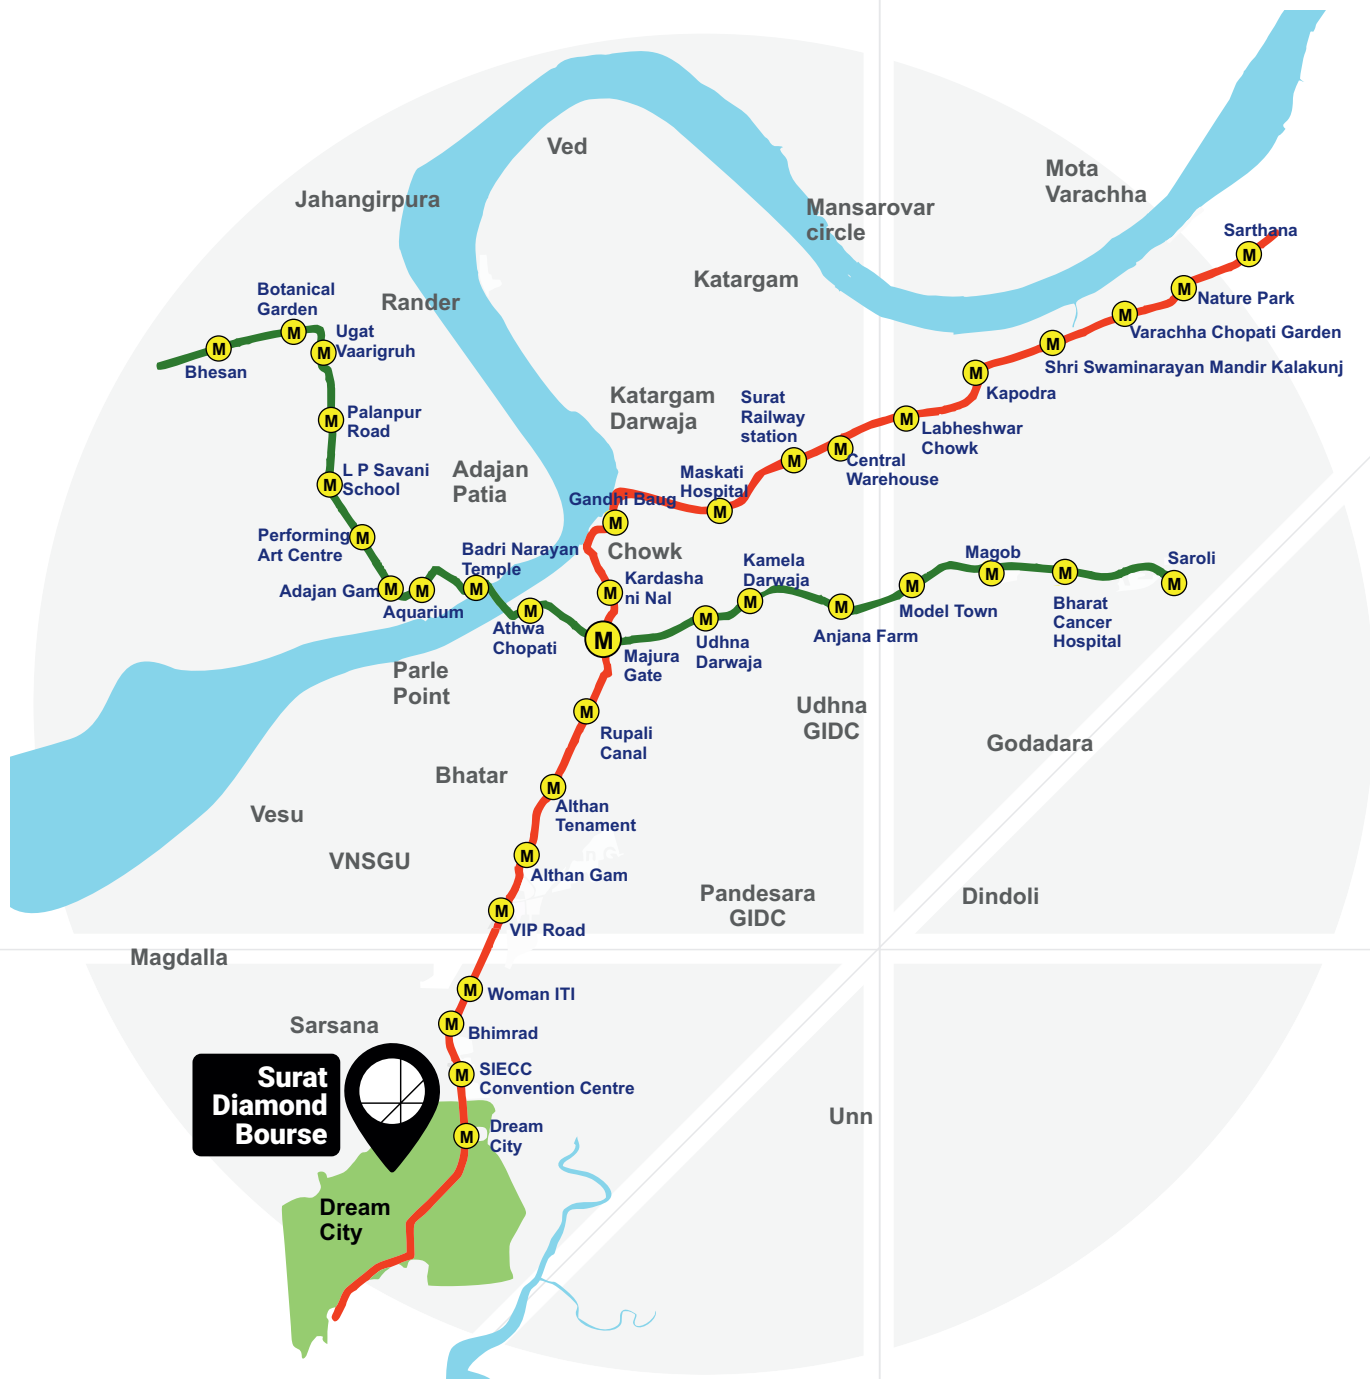 Ved
Mota
Varachha
Jahangirpura
Mansarovar
circle
Sarthana
M
Katargam
M
Nature Park
Botanical
Garden
Rander
M
Varachha Chopati Garden
M
Ugat
Vaarigruh
M
M
M
Shri Swaminarayan Mandir Kalakunj
Bhesan
M
Kapodra
Katargam
Darwaja
Surat
Railway
station
Palanpur
Road
M
M
Labheshwar
Chowk
M
Central
Warehouse
M
Adajan
Patia
L P Savani
School
M
Maskati
Hospital
M
Gandhi Baug
M
Performing
Art Centre
M
Chowk
Badri Narayan
Temple
Kamela
Darwaja
Magob
M
Bharat
Cancer
Hospital
M
Saroli
M
Adajan Gam
M
M
Aquarium
M
Kardasha
ni Nal
M
M
M
Model Town
Athwa
Chopati
M
M
Anjana Farm
M
Udhna
Darwaja
M
Majura
Gate
Parle
Point
M
Rupali
Canal
Udhna
GIDC
Godadara
Bhatar
M
Althan
Tenament
Vesu
VNSGU
M
Althan Gam
Pandesara
GIDC
Dindoli
M
VIP Road
Magdalla
M
Woman ITI
Sarsana
M
Bhimrad
Surat
Diamond
Bourse
M
SIECC
Convention Centre
Unn
M
Dream
City
Dream
City